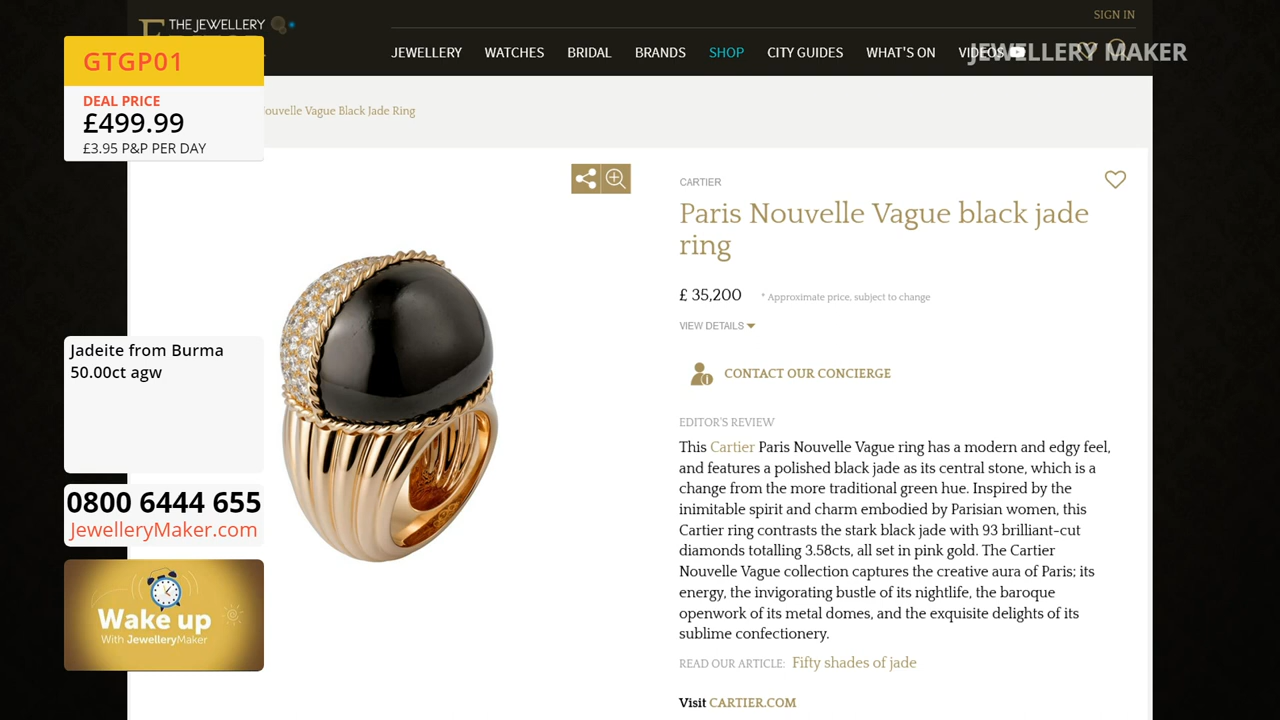 THE JEWELLERY
SIGN IN
JEWELLERY WATCHES BRIDAL BRANDS SHOP CITY GUIDES WHAT'S ON VIDEOS
JEWELLERY MAKER
GTGP01
DEAL PRICE
£499.99
£3.95 P&P PER DAY
ouvelle Vague Black Jade Ring
CARTIER
Paris Nouvelle Vague black jade
ring
£ 35,200 * Approximate price, subject to change
VIEW DETAILS
CONTACT OUR CONCIERGE
EDITOR'S REVIEW
This Cartier Paris Nouvelle Vague ring has a modern and edgy feel,
and features a polished black jade as its central stone, which is a
change from the more traditional green hue. Inspired by the
inimitable spirit and charm embodied by Parisian women, this
Cartier ring contrasts the stark black jade with 93 brilliant-cut
diamonds totalling 3.58cts, all set in pink gold. The Cartier
Nouvelle Vague collection captures the creative aura of Paris; its
energy, the invigorating bustle of its nightlife, the baroque
openwork of its metal domes, and the exquisite delights of its
sublime confectionery.
READ OUR ARTICLE: Fifty shades of jade
Visit CARTIER.COM
Jadeite from Burma
50.00ct agw
0800 6444 655
JewelleryMaker.com
Wake up
With JewelleryMaker